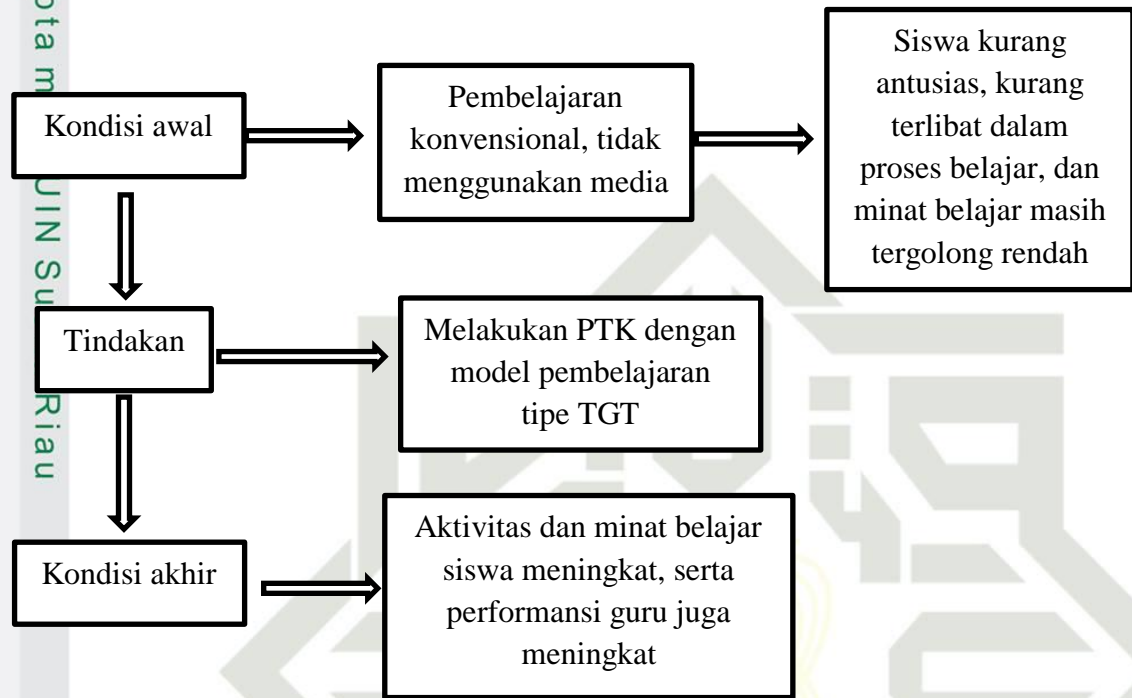 Kondisi awal
Pembelajaran
konvensional, tidak
menggunakan media
Siswa kurang
antusias, kurang
terlibat dalam
proses belajar, dan
minat belajar masih
tergolong rendah
Tindakan
Melakukan PTK dengan
model pembelajaran
tipe TGT
Kondisi akhir
Aktivitas dan minat belajar
siswa meningkat, serta
performansi guru juga
meningkat
UIN Riau